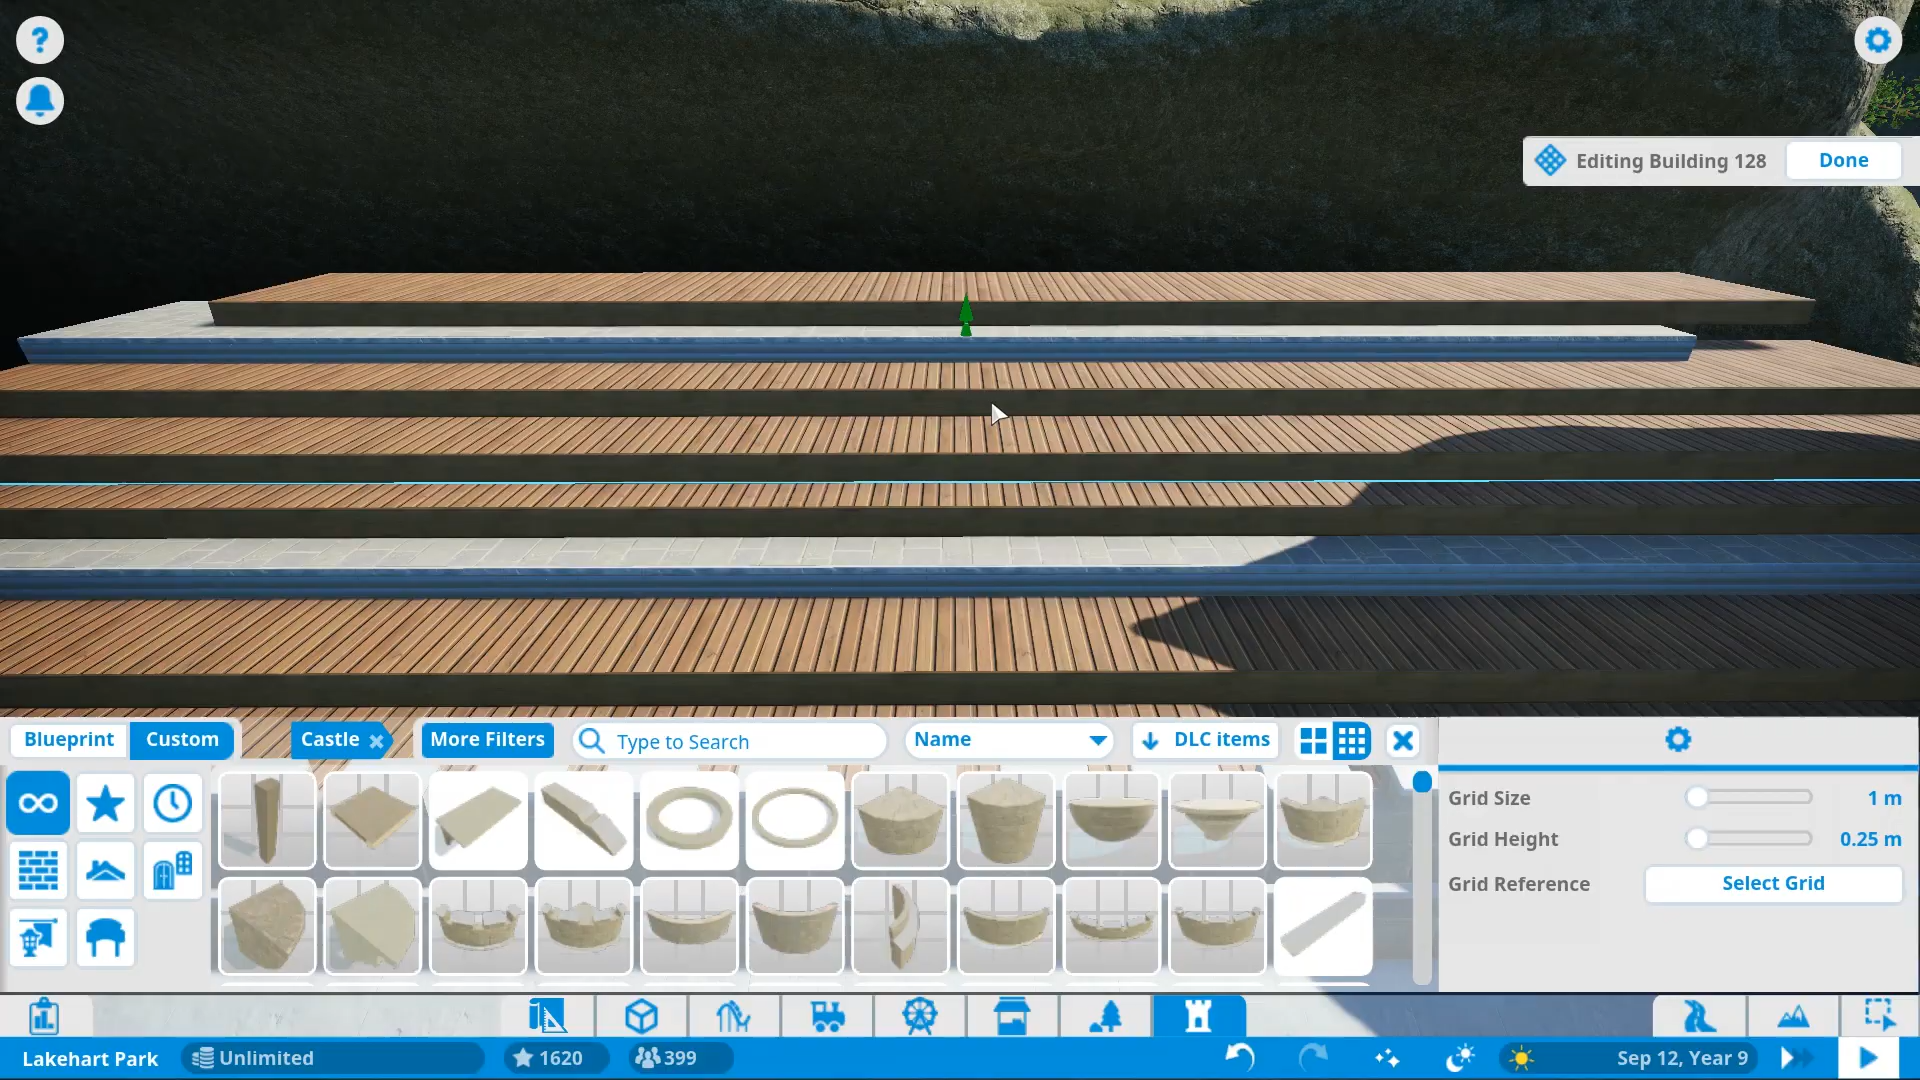 ?
Editing Building 128
Done
Blueprint
Custom
Castle
More Filters
Type to Search
Name
DLC items
Grid Size
1 m
Grid Height
0.25 m
Grid Reference
Select Grid
Lakehart Park
Unlimited
1620
399
Sep 12, Year 9